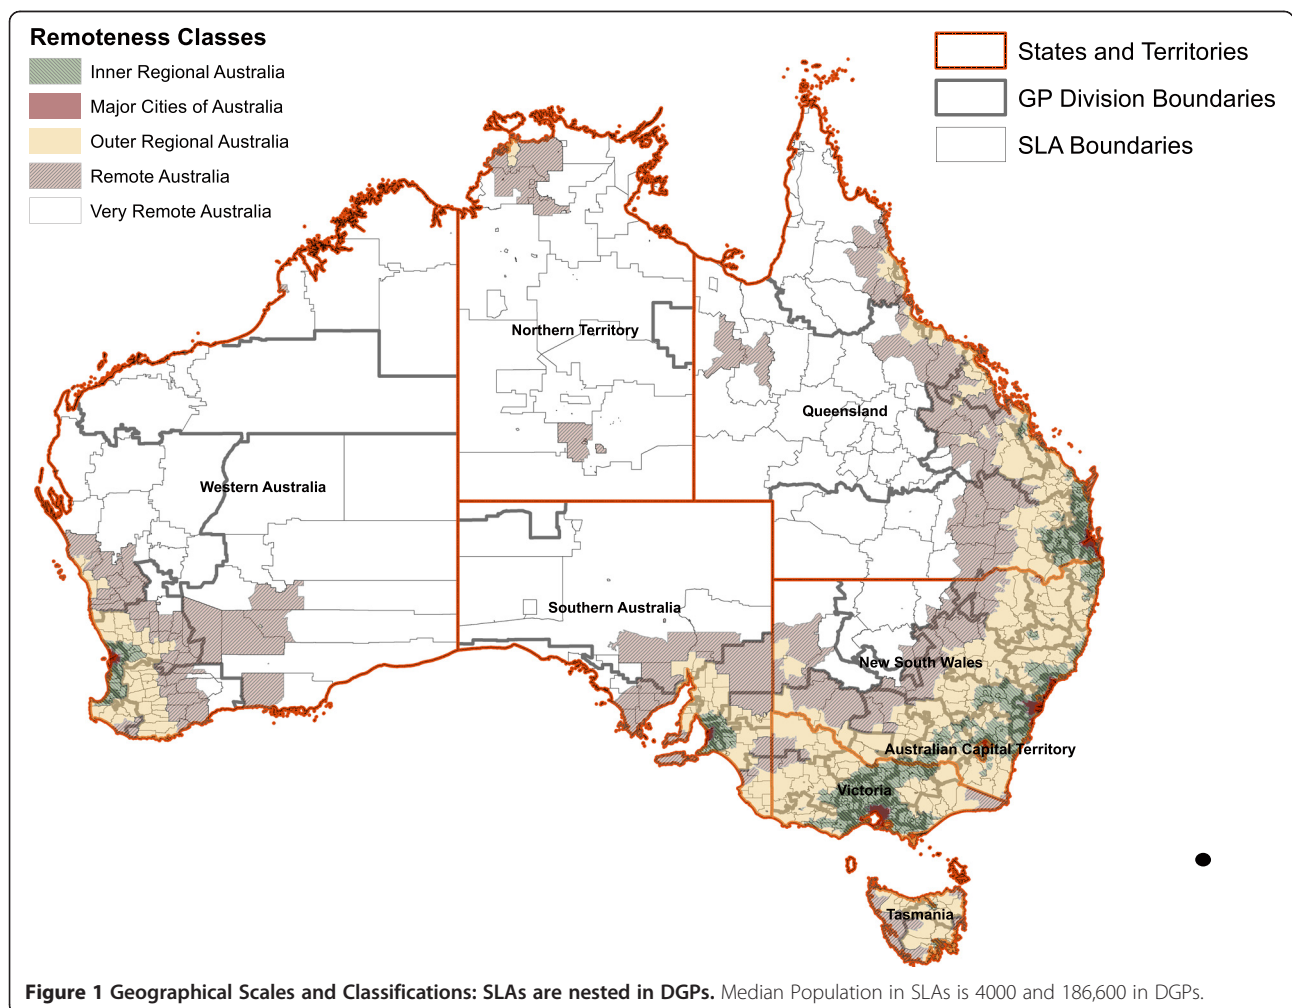 Remoteness Classes
Inner Regional Australia
Major Cities of Australia
Outer Regional Australia
Remote Australia
Very Remote Australia
States and Territories
GP Division Boundaries
SLA Boundaries
Northern Territory
Queensland
Western Australia
Southern Australia
New South Wales
Australian Capital Territory
Victoria
Tasmania
Figure 1 Geographical Scales and Classifications: SLAs are nested in DGPs. Median Population in SLAs is 4000 and 186,600 in DGPs.